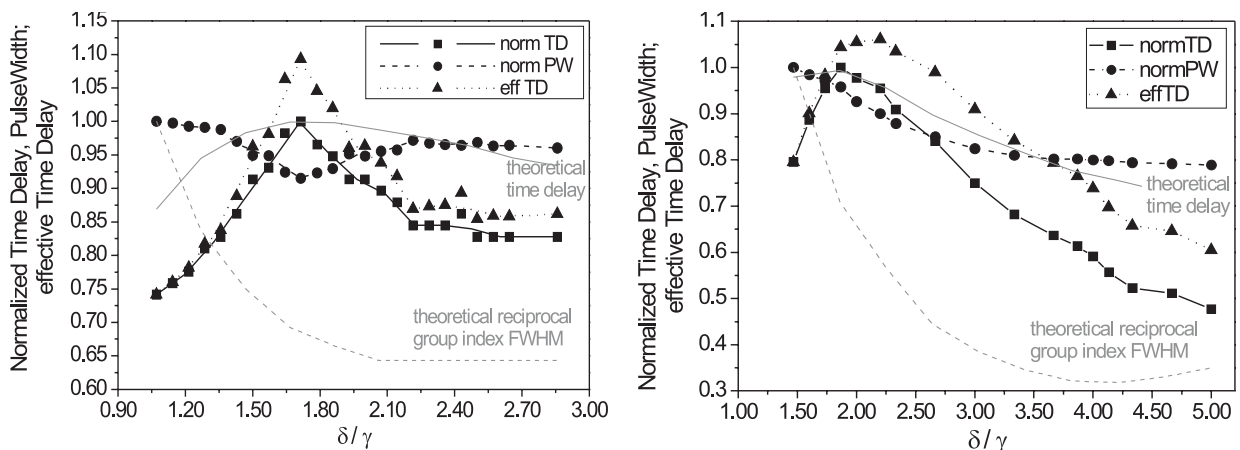 Normalized Time Delay, PulseWidth;
effective Time Delay
1.15
1.10
1.05
1.00
0.95
0.90
0.85
0.80
0.75
0.70
0.65
0.60
norm TD
norm PW
eff TD
theoretical
time delay
theoretical reciprocal
group index FWHM
0.90 1.20 1.50 1.80 2.10 2.40 2.70 3.00
δ/γ
Normalized Time Delay, PulseWidth;
effective Time Delay
1.1
1.0
0.9
0.8
0.7
0.6
0.5
0.4
0.3
normTD
normPW
effTD
theoretical
time delay
theoretical reciprocal
group index FWHM
1.00 1.50 2.00 2.50 3.00 3.50 4.00 4.50 5.00
δ/γ